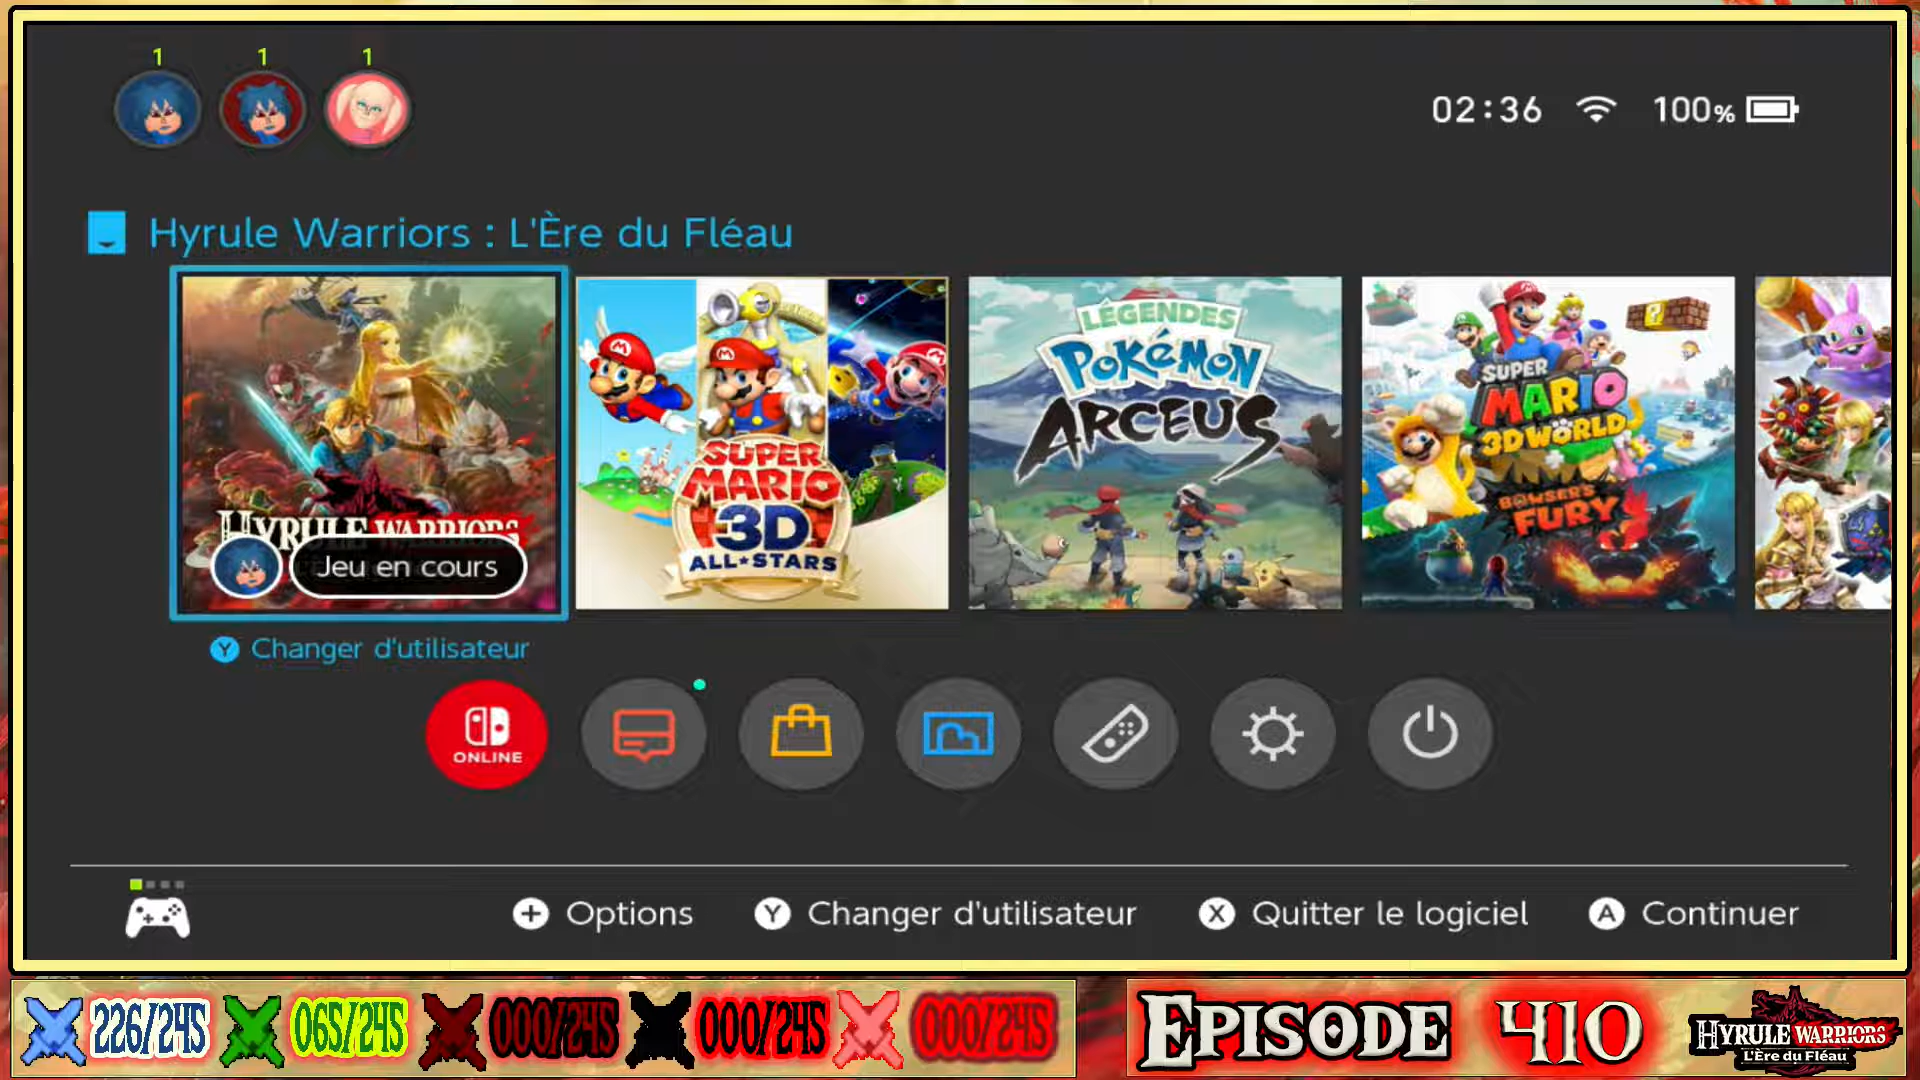 1 1 1
02:36 100%
Hyrule Warriors : L'Ère du Fléau
HYRULE WARRIORS
Jeu en cours
SUPER
MARIO
3D
ALL★STARS
LÉGENDES
POKÉMON
ARCEUS
SUPER
MARIO
3D WORLD
BOWSER'S
FURY
Y Changer d'utilisateur
ONLINE
+ Options Y Changer d'utilisateur X Quitter le logiciel A Continuer
226/245 065/245 000/245 000/245 000/245
EPISODE 410
HYRULE WARRIORS
L'Ère du Fléau